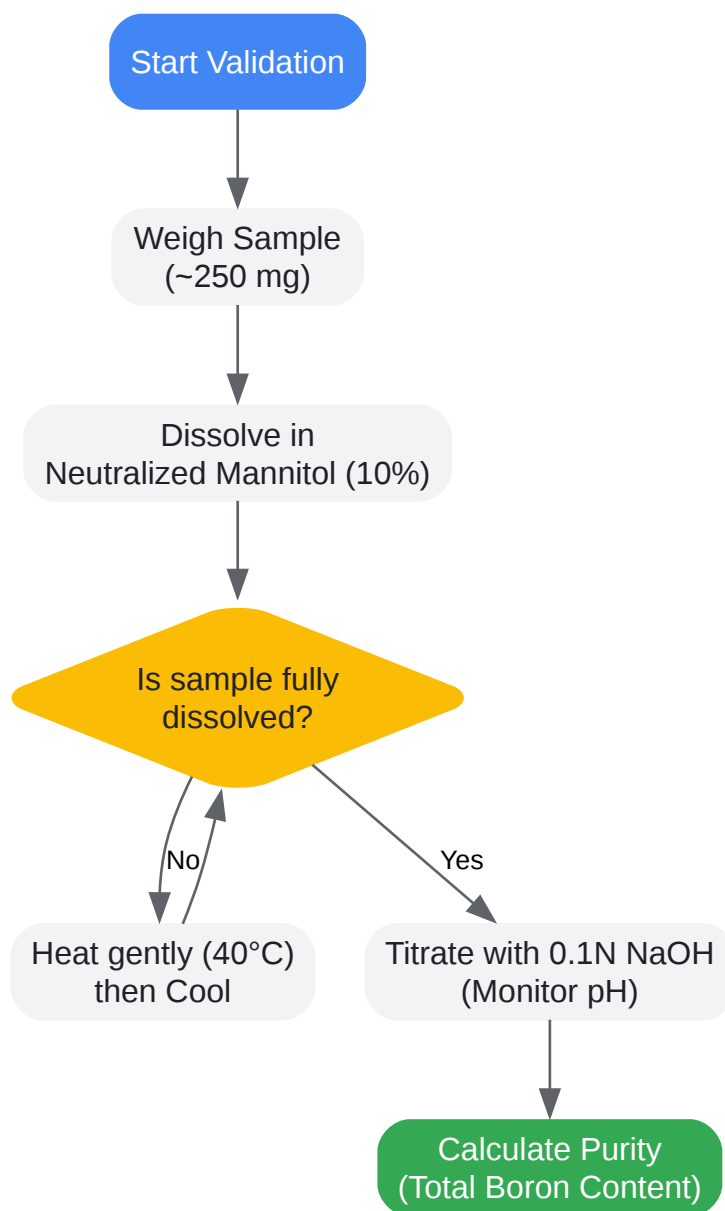 Start Validation
Weigh Sample
(~250 mg)
Dissolve in
Neutralized Mannitol (10%)
Is sample fully
dissolved?
No
Yes
Heat gently (40°C)
then Cool
Titrate with 0.1N NaOH
(Monitor pH)
Calculate Purity
(Total Boron Content)